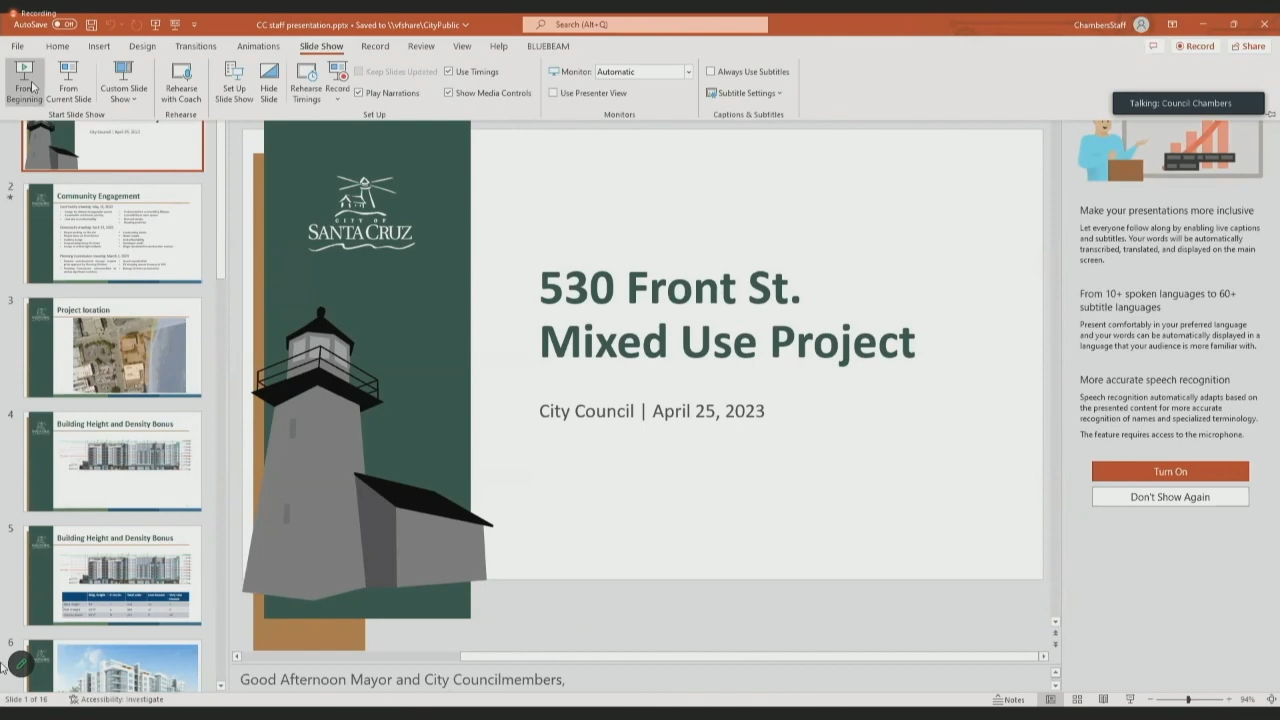 Recording
AutoSave Off
CC staff presentation.pptx • Saved to \\vfshare\CityPublic
Search (Alt+Q)
ChambersStaff
File Home Insert Design Transitions Animations Slide Show Record Review View Help BLUEBEAM
Record Share
From Beginning
From Current Slide
Custom Slide Show
Rehearse with Coach
Set Up Slide Show
Hide Slide
Rehearse Timings
Record
Keep Slides Updated
Play Narrations
Use Timings
Show Media Controls
Monitor: Automatic
Use Presenter View
Always Use Subtitles
Subtitle Settings
Start Slide Show
Rehearse
Set Up
Monitors
Captions & Subtitles
Talking: Council Chambers
City Council | April 25, 2023
2
Community Engagement
3
Project location
4
Building Height and Density Bonus
5
Building Height and Density Bonus
6
CITY OF
SANTA CRUZ
530 Front St.
Mixed Use Project
City Council | April 25, 2023
Make your presentations more inclusive
Let everyone follow along by enabling live captions
and subtitles. Your words will be automatically
transcribed, translated, and displayed on the main
screen.
From 10+ spoken languages to 60+
subtitle languages
Present comfortably in your preferred language
and your words can be automatically displayed in a
language that your audience is more familiar with.
More accurate speech recognition
Speech recognition automatically adapts based on
the presented content for more accurate
recognition of names and specialized terminology.
The feature requires access to the microphone.
Turn On
Don't Show Again
Good Afternoon Mayor and City Councilmembers,
Slide 1 of 16
Accessibility: Investigate
Notes
94%